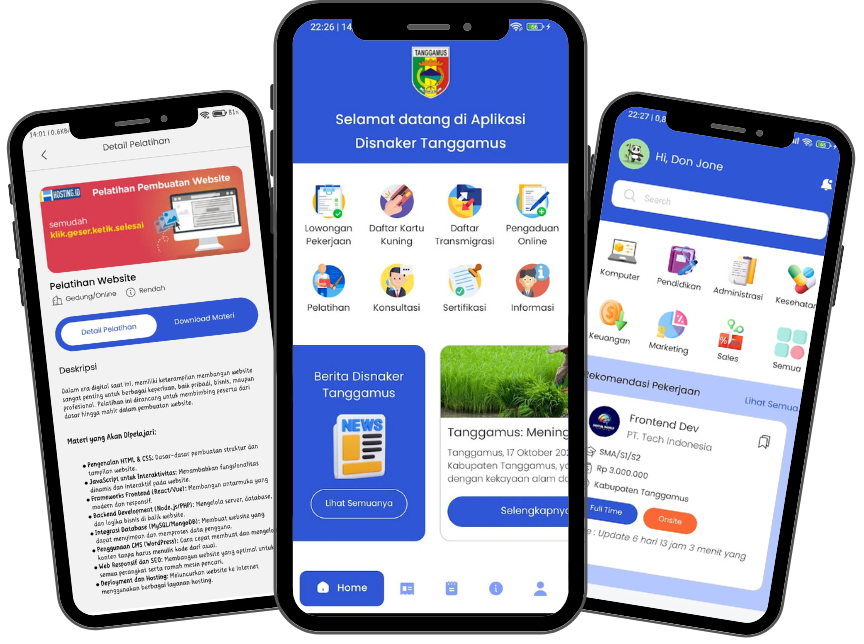 14:01 | 0,6KB/
81%
Detail Pelatihan
HOSTING.ID
Pelatihan Pembuatan Website
semudah
klik.geser.ketik.selesai
Pelatihan Website
Gedung/Online
Rendah
Detail Pelatihan
Download Materi
Deskripsi
Dalam era digital saat ini, memiliki keterampilan membangun website
sangat penting untuk berbagai keperluan, baik pribadi, bisnis, maupun
profesional. Pelatihan ini dirancang untuk membimbing peserta dari
dasar hingga mahir dalam pembuatan website.
Materi yang Akan Dipelajari:
• Pengenalan HTML & CSS: Dasar-dasar pembuatan struktur dan
tampilan website.
• JavaScript untuk Interaktivitas: Menambahkan fungsionalitas
dinamis dan interaktif pada website.
• Frameworks Frontend (React/Vue): Membangun antarmuka yang
modern dan responsif.
• Backend Development (Node.js/PHP): Mengelola server, database,
dan logika bisnis di balik website.
• Integrasi Database (MySQL/MongoDB): Membuat website yang
dapat menyimpan dan memproses data pengguna.
• Penggunaan CMS (WordPress): Cara cepat membuat dan mengelo
konten tanpa harus menulis kode dari awal.
• Web Responsif dan SEO: Membangun website yang optimal untuk
semua perangkat serta ramah mesin pencari.
• Deployment dan Hosting: Meluncurkan website ke internet
menggunakan berbagai layanan hosting.
22:26 | 14
66
TANGGAMUS
Selamat datang di Aplikasi
Disnaker Tanggamus
Lowongan
Pekerjaan
Daftar Kartu
Kuning
Daftar
Transmigrasi
Pengaduan
Online
Pelatihan
Konsultasi
Sertifikasi
Informasi
Berita Disnaker
Tanggamus
NEWS
Lihat Semuanya
Tanggamus: Mening
Tanggamus, 17 Oktober 202
Kabupaten Tanggamus, ya
dengan kekayaan alam da
Selengkapnya
Home
22:27 | 0,8
Hi, Don Jone
Search
Komputer
Pendidikan
Administrasi
Kesehatan
Keuangan
Marketing
Sales
Semua
Rekomendasi Pekerjaan
Lihat Semua
Frontend Dev
PT. Tech Indonesia
SMA/S1/S2
Rp 3.000.000
Kabupaten Tanggamus
Full Time
Onsite
: Update 6 hari 13 jam 3 menit yang